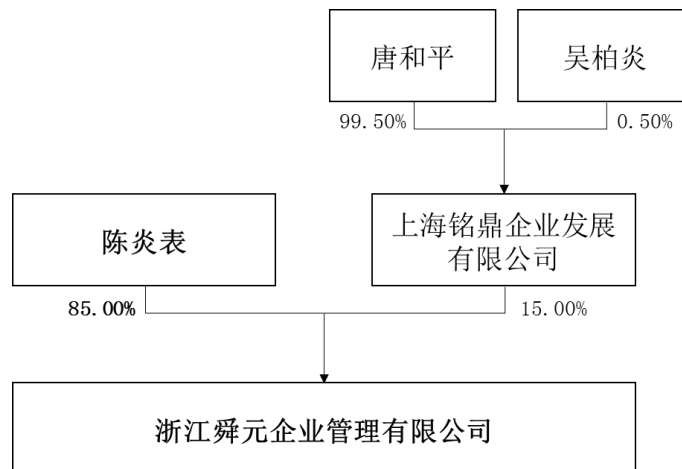 唐和平
吴柏炎
99.50%
0.50%
陈炎表
上海铭鼎企业发展
有限公司
85.00%
15.00%
浙江舜元企业管理有限公司